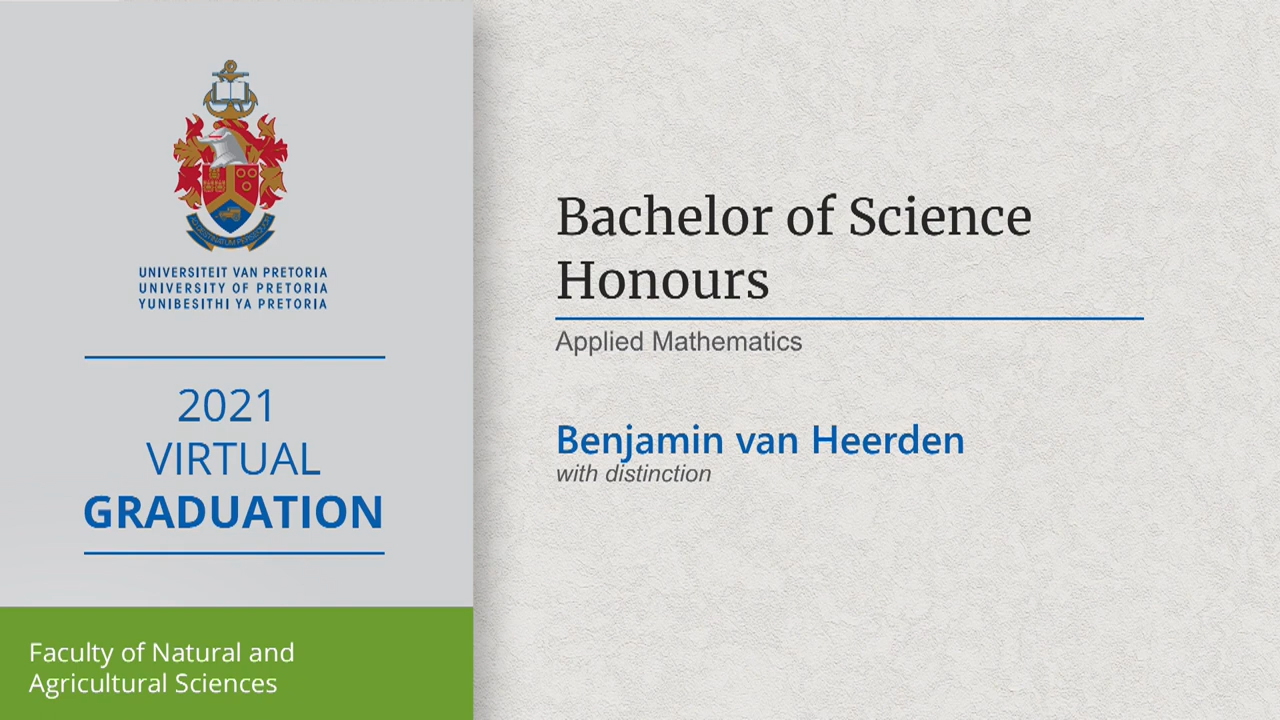 UNIVERSITEIT VAN PRETORIA
UNIVERSITY OF PRETORIA
YUNIBESITHI YA PRETORIA
2021
VIRTUAL
GRADUATION
Faculty of Natural and
Agricultural Sciences
Bachelor of Science
Honours
Applied Mathematics
Benjamin van Heerden
with distinction